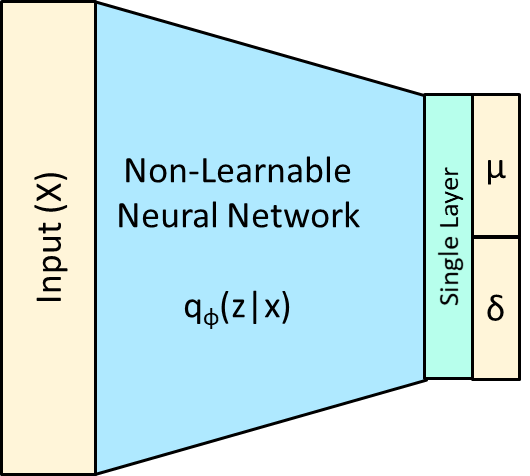 Input (X)
Non-Learnable
Neural Network
qϕ(z|x)
Single Layer
μ
δ